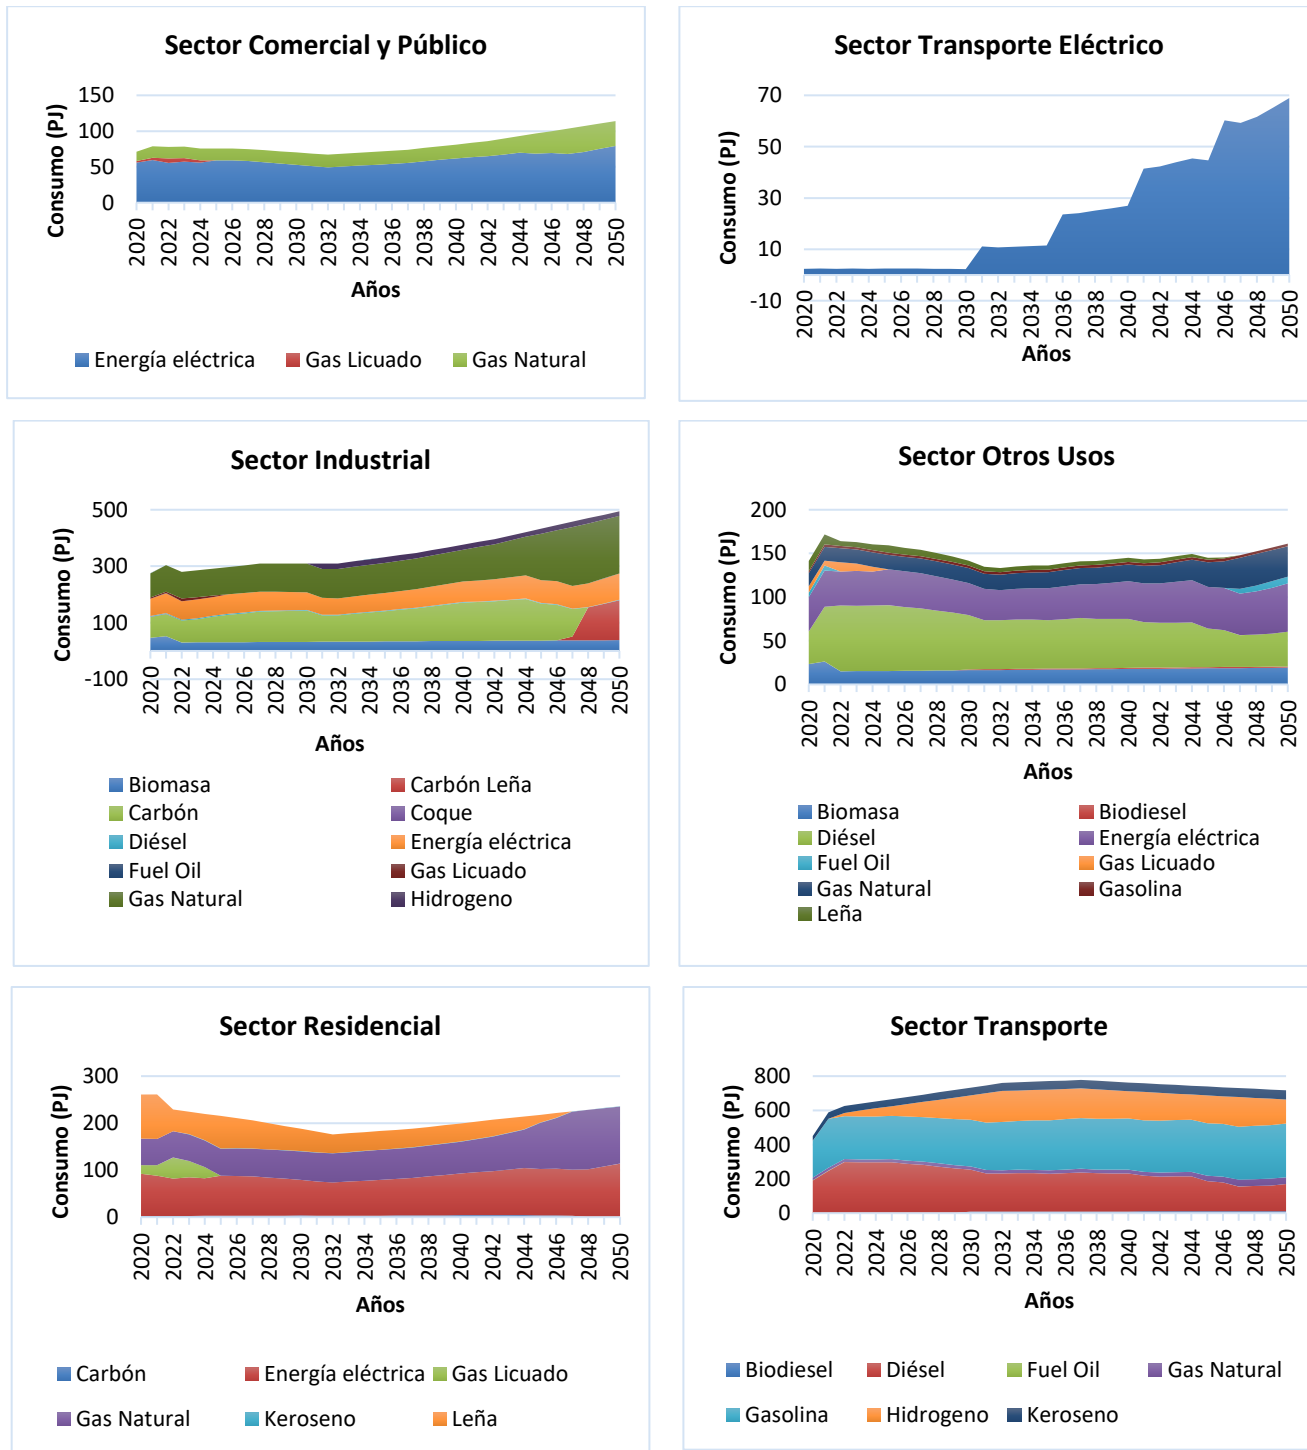 Sector Comercial y Público
Consumo (PJ)
150
100
50
0
2020 2022 2024 2026 2028 2030 2032 2034 2036 2038 2040 2042 2044 2046 2048 2050
Años
Energía eléctrica Gas Licuado Gas Natural
Sector Transporte Eléctrico
Consumo (PJ)
70
50
30
10
-10
2020 2022 2024 2026 2028 2030 2032 2034 2036 2038 2040 2042 2044 2046 2048 2050
Años
Sector Industrial
Consumo (PJ)
500
300
100
-100
2020 2022 2024 2026 2028 2030 2032 2034 2036 2038 2040 2042 2044 2046 2048 2050
Años
Biomasa Carbón Leña
Carbón Coque
Diésel Energía eléctrica
Fuel Oil Gas Licuado
Gas Natural Hidrogeno
Sector Otros Usos
Consumo (PJ)
200
150
100
50
0
2020 2022 2024 2026 2028 2030 2032 2034 2036 2038 2040 2042 2044 2046 2048 2050
Años
Biomasa Biodiesel
Diésel Energía eléctrica
Fuel Oil Gas Licuado
Gas Natural Gasolina
Leña
Sector Residencial
Consumo (PJ)
300
200
100
0
2020 2022 2024 2026 2028 2030 2032 2034 2036 2038 2040 2042 2044 2046 2048 2050
Años
Carbón Energía eléctrica Gas Licuado
Gas Natural Keroseno Leña
Sector Transporte
Consumo (PJ)
800
600
400
200
0
2020 2022 2024 2026 2028 2030 2032 2034 2036 2038 2040 2042 2044 2046 2048 2050
Años
Biodiesel Diésel Fuel Oil Gas Natural
Gasolina Hidrogeno Keroseno